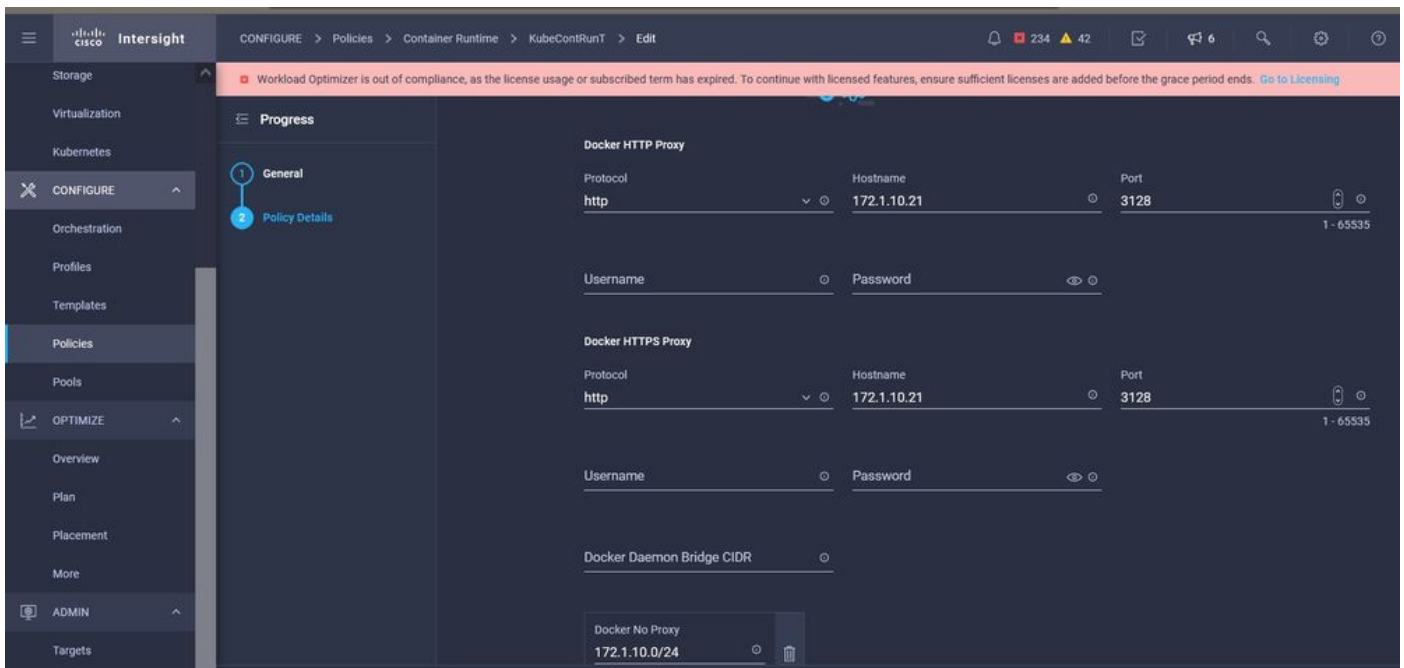 cisco Intersight
CONFIGURE > Policies > Container Runtime > KubeContRunT > Edit
234 42
6
Workload Optimizer is out of compliance, as the license usage or subscribed term has expired. To continue with licensed features, ensure sufficient licenses are added before the grace period ends. Go to Licensing
Storage
Virtualization
Kubernetes
CONFIGURE
Orchestration
Profiles
Templates
Policies
Pools
OPTIMIZE
Overview
Plan
Placement
More
ADMIN
Targets
Progress
1 General
2 Policy Details
Docker HTTP Proxy
Protocol Hostname Port
http 172.1.10.21 3128
1 - 65535
Username Password
Docker HTTPS Proxy
Protocol Hostname Port
http 172.1.10.21 3128
1 - 65535
Username Password
Docker Daemon Bridge CIDR
Docker No Proxy
172.1.10.0/24